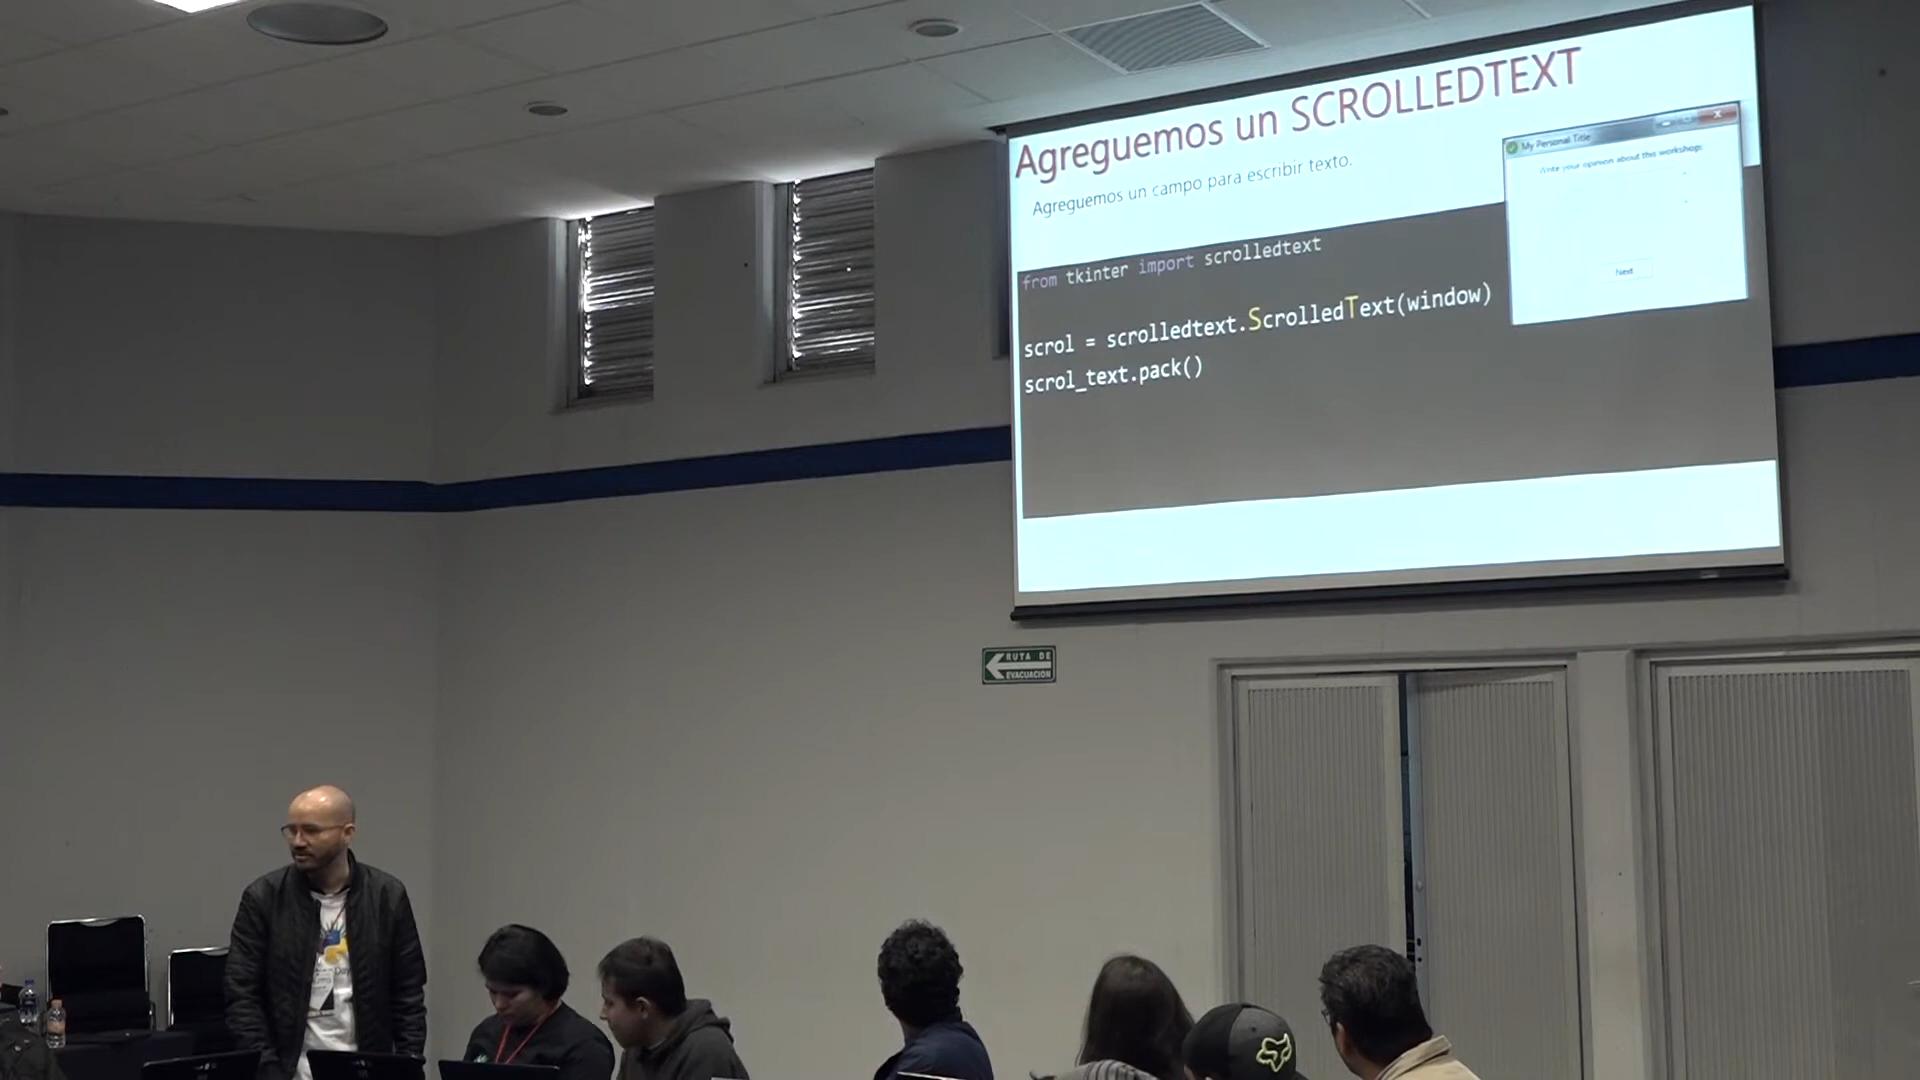 Agreguemos un SCROLLEDTEXT
Agreguemos un campo para escribir texto.
My Personal Title
Write your opinion about this workshop:
Next
from tkinter import scrolledtext
scrol = scrolledtext.ScrolledText(window)
scrol_text.pack()
RUTA DE
EVACUACION
Day